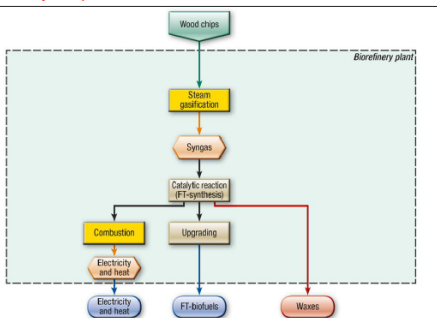 Wood chips
Biorefinery plant
Steam
gasification
Syngas
Catalytic reaction
(FT-synthesis)
Combustion
Upgrading
Electricity
and heat
Electricity
and heat
FT-biofuels
Waxes